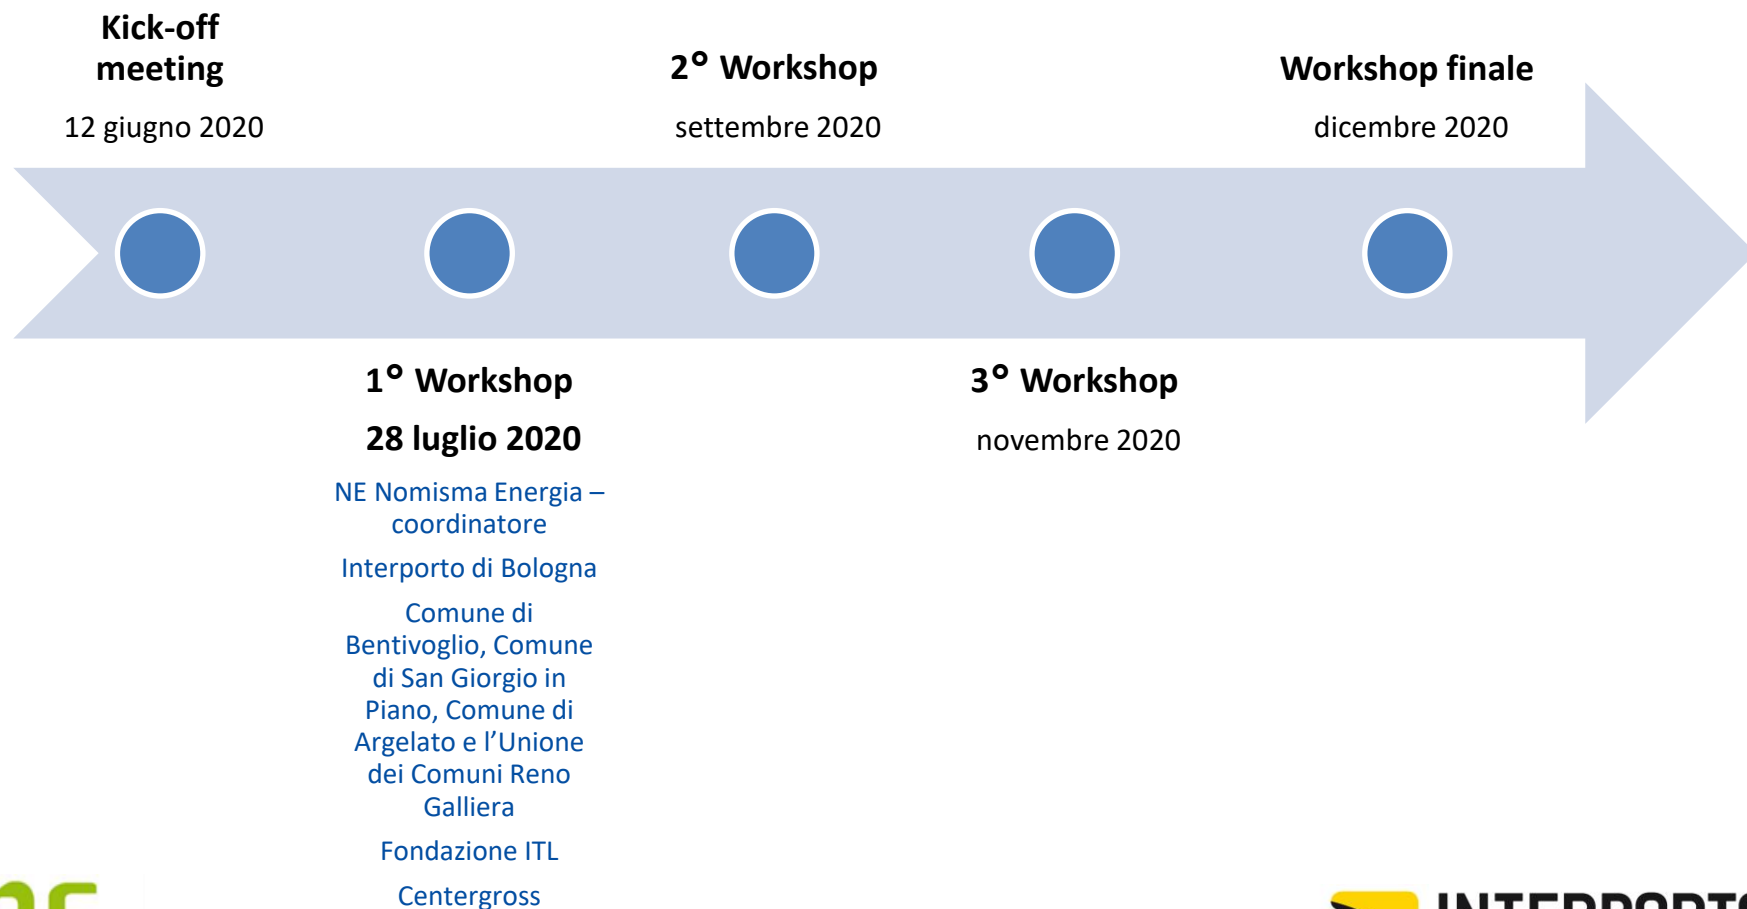 Kick-off
meeting
12 giugno 2020
2° Workshop
settembre 2020
Workshop finale
dicembre 2020
1° Workshop
28 luglio 2020
NE Nomisma Energia –
coordinatore
Interporto di Bologna
Comune di
Bentivoglio, Comune
di San Giorgio in
Piano, Comune di
Argelato e l’Unione
dei Comuni Reno
Galliera
Fondazione ITL
Centergross
3° Workshop
novembre 2020
INTERPORTO